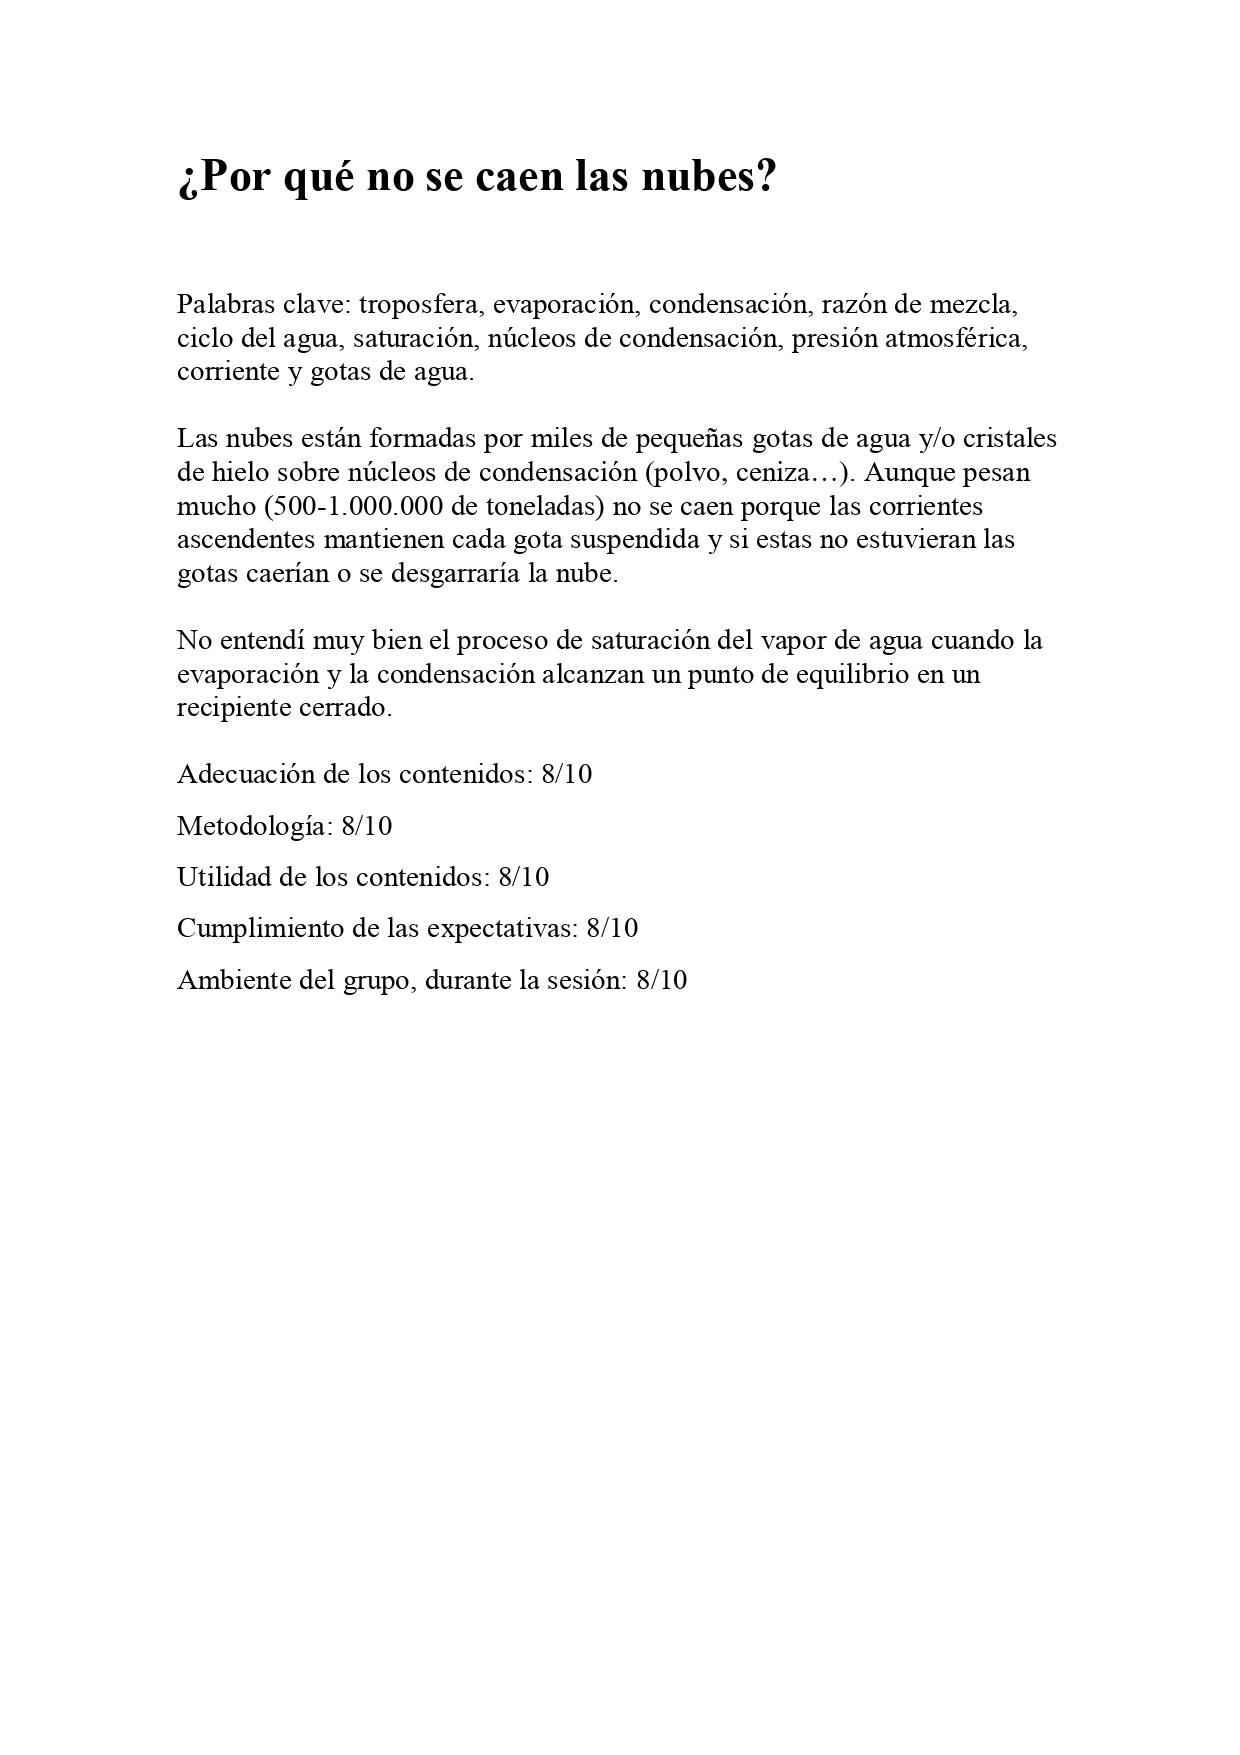 ¿Por qué no se caen las nubes?
Palabras clave: troposfera, evaporación, condensación, razón de mezcla,
ciclo del agua, saturación, núcleos de condensación, presión atmosférica,
corriente y gotas de agua.
Las nubes están formadas por miles de pequeñas gotas de agua y/o cristales
de hielo sobre núcleos de condensación (polvo, ceniza…). Aunque pesan
mucho (500-1.000.000 de toneladas) no se caen porque las corrientes
ascendentes mantienen cada gota suspendida y si estas no estuvieran las
gotas caerían o se desgarraría la nube.
No entendí muy bien el proceso de saturación del vapor de agua cuando la
evaporación y la condensación alcanzan un punto de equilibrio en un
recipiente cerrado.
Adecuación de los contenidos: 8/10
Metodología: 8/10
Utilidad de los contenidos: 8/10
Cumplimiento de las expectativas: 8/10
Ambiente del grupo, durante la sesión: 8/10